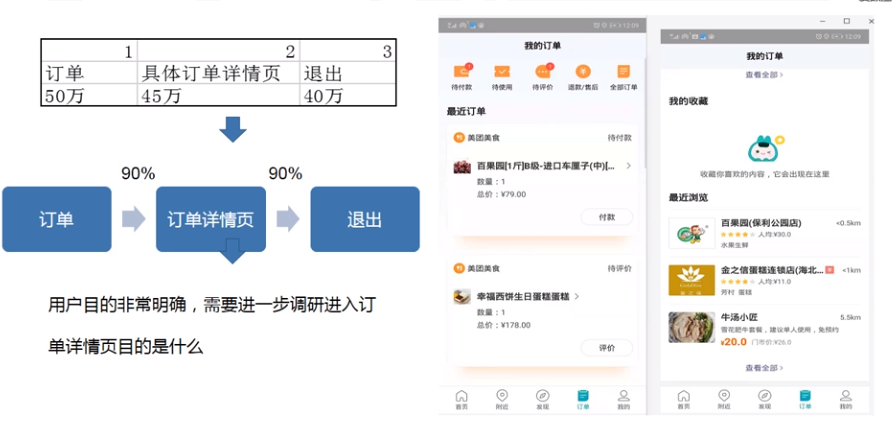 1 2 3
订单 具体订单详情页 退出
50万 45万 40万
90% 90%
订单 订单详情页 退出
用户目的非常明确，需要进一步调研进入订
单详情页目的是什么
我的订单
待付款 待使用 待评价 退款/售后 全部订单
最近订单
美团美食 待付款
百果园[1斤]B级-进口车厘子(中)[...
数量：1
总价：¥79.00
付款
美团美食 待评价
幸福西饼生日蛋糕蛋糕
数量：1
总价：¥178.00
评价
首页 附近 发现 订单 我的
12:09
我的订单
查看全部
我的收藏
收藏你喜欢的内容，它会出现在这里
最近浏览
百果园(保利公园店) <0.5km
人均:¥30.0
水果生鲜
金之信蛋糕连锁店(海北... <1km
人均:¥11.0
芳村 蛋糕
牛汤小匠 5.5km
雪花肥牛套餐，建议单人使用，免预约
¥20.0 门市价:¥26.0
查看全部
首页 附近 发现 订单 我的